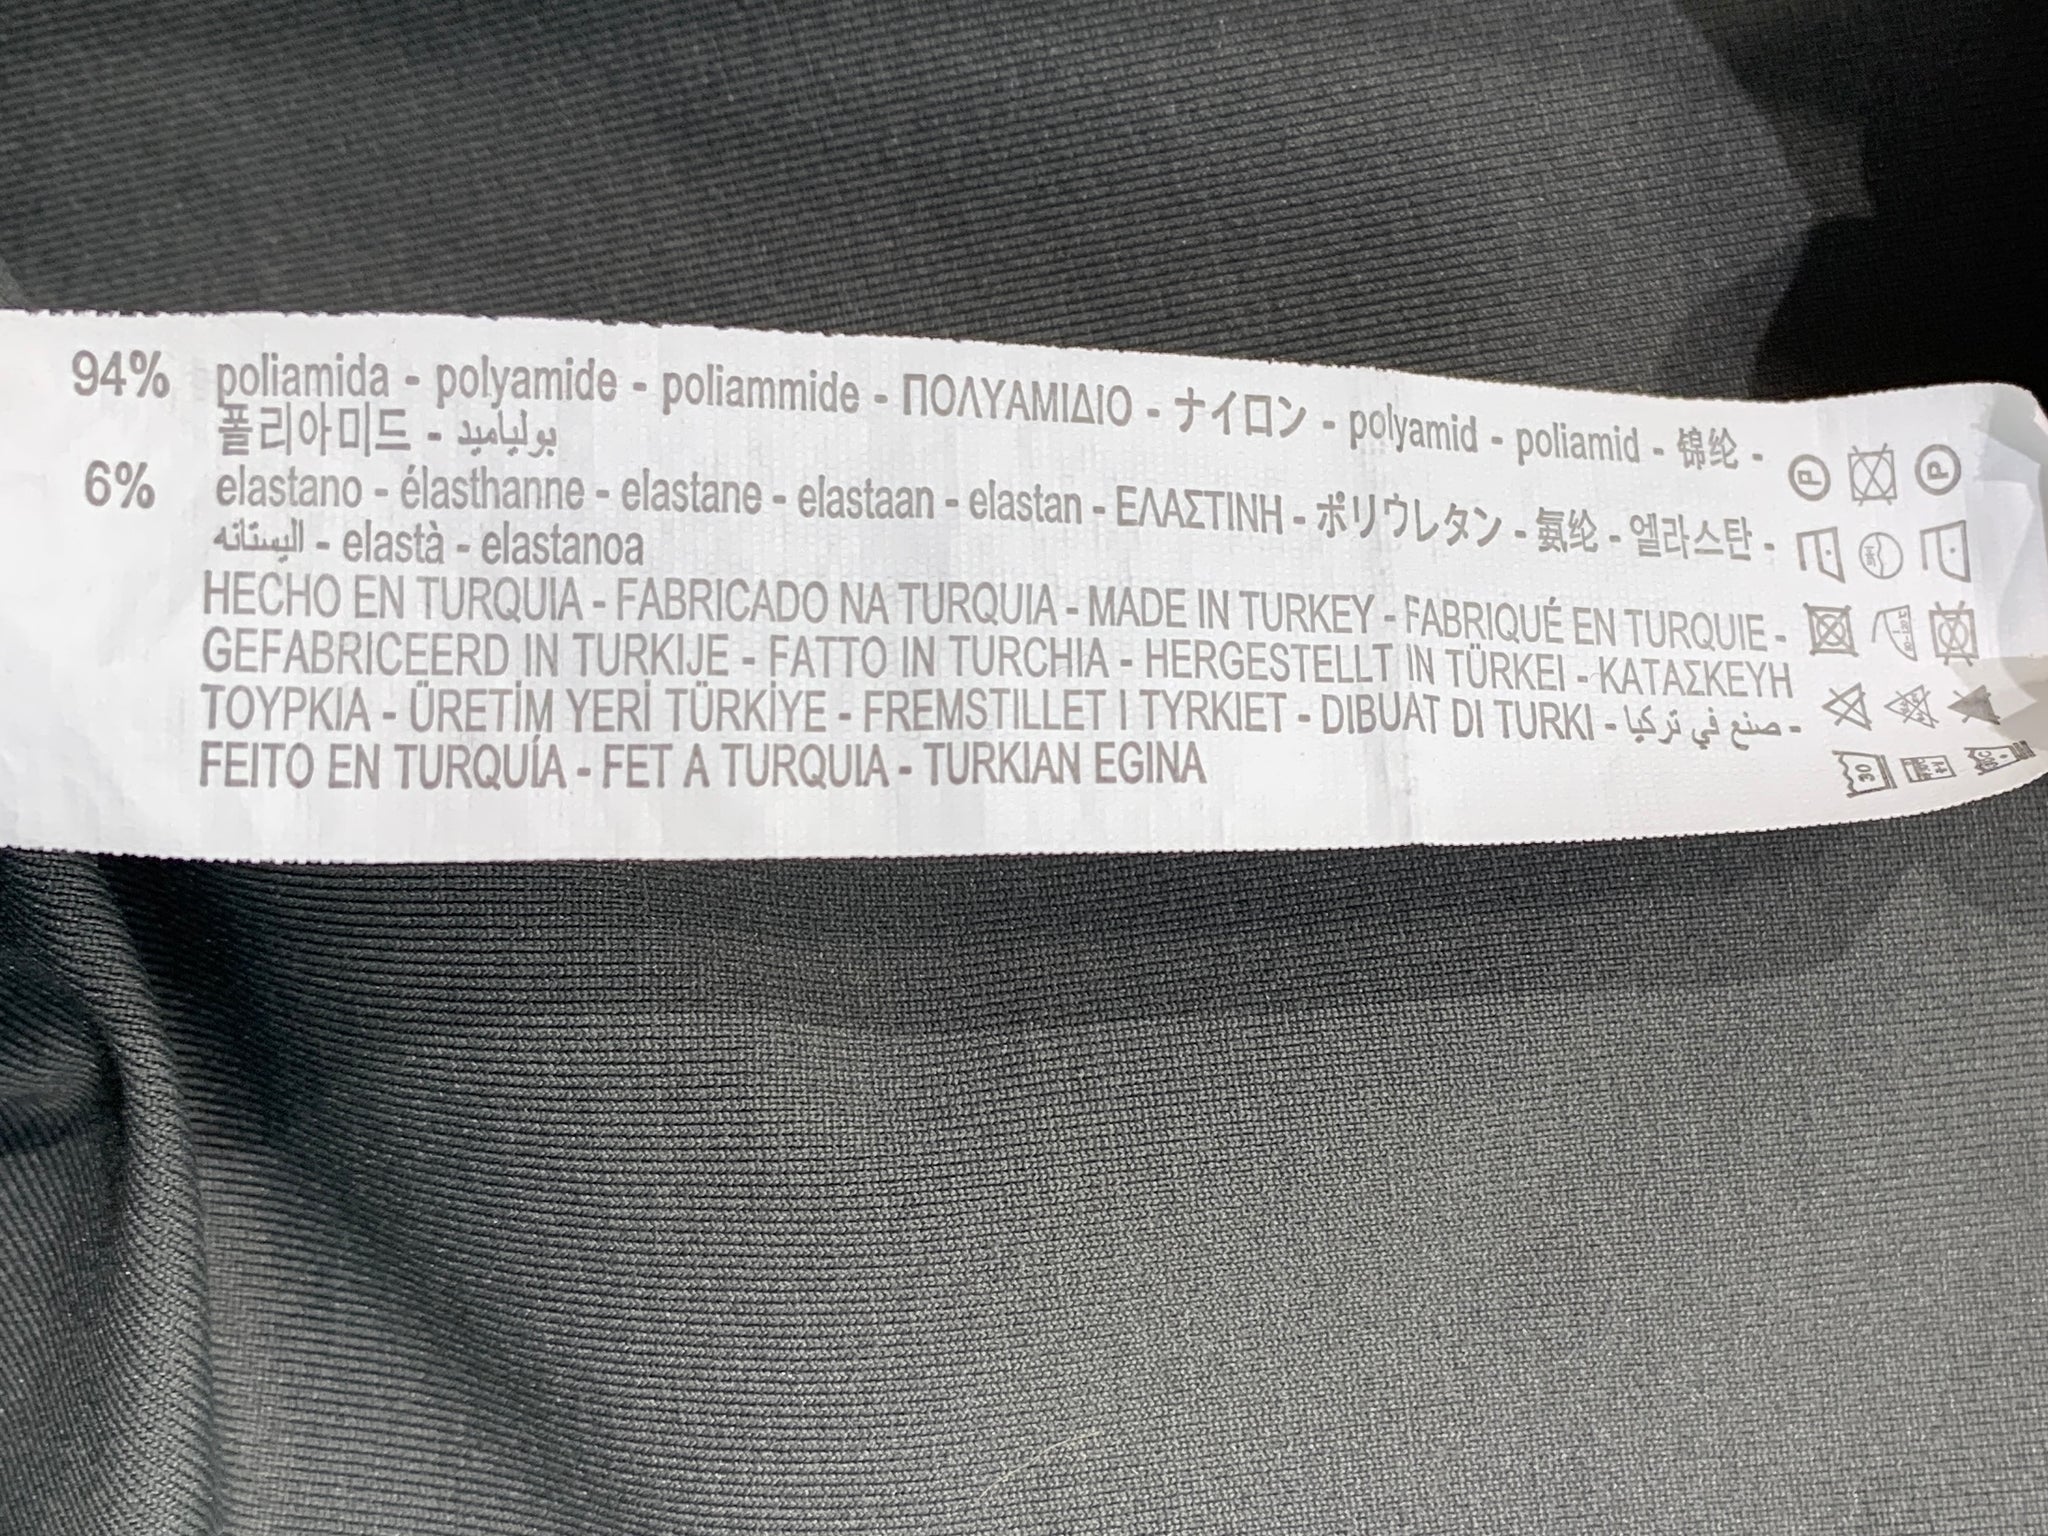 94% poliamida - polyamide - poliammide - ΠΟΛΥΑΜΙΔΙΟ - ナイロン - polyamid - poliamid - 锦纶 -
폴리아미드 - بولياميد
6% elastano - élasthanne - elastane - elastaan - elastan - ΕΛΑΣΤΙΝΗ - ポリウレタン - 氨纶 - 엘라스탄 -
اليستانه - elastà - elastanoa
HECHO EN TURQUIA - FABRICADO NA TURQUIA - MADE IN TURKEY - FABRIQUÉ EN TURQUIE -
GEFABRICEERD IN TURKIJE - FATTO IN TURCHIA - HERGESTELLT IN TÜRKEI - ΚΑΤΑΣΚΕΥΗ
ΤΟΥΡΚΙΑ - ÜRETİM YERİ TÜRKİYE - FREMSTILLET I TYRKIET - DIBUAT DI TURKI - صنع في تركيا -
FEITO EN TURQUÍA - FET A TURQUIA - TURKIAN EGINA
P
P
30